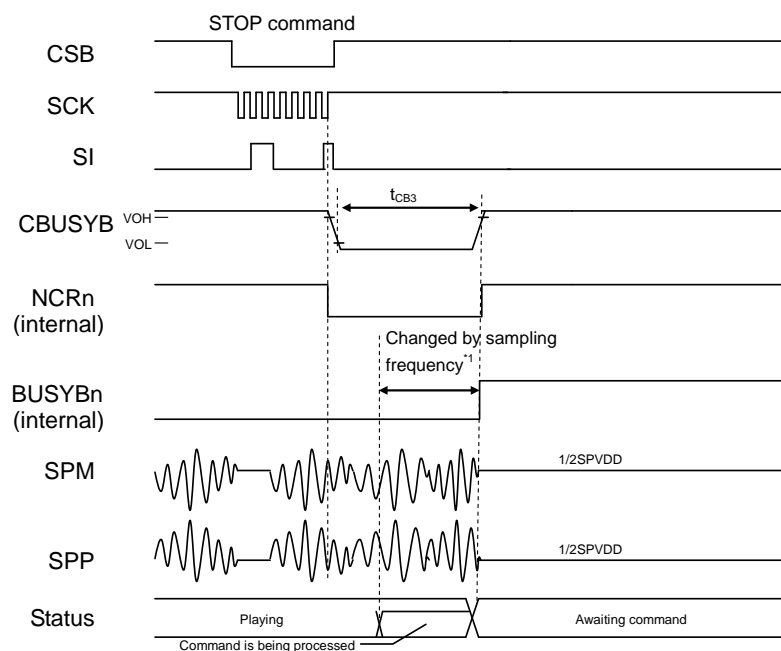 STOP command
CSB
SCK
SI
tCB3
CBUSYB
VOH
VOL
NCRn
(internal)
Changed by sampling
frequency*1
BUSYBn
(internal)
SPM
1/2SPVDD
SPP
1/2SPVDD
Status
Playing
Awaiting command
Command is being processed